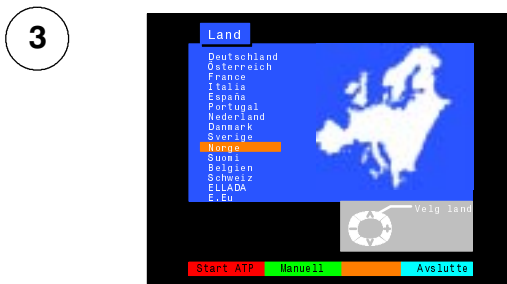 3
Land
Deutschland
Österreich
France
Italia
España
Portugal
Nederland
Danmark
Sverige
Norge
Suomi
Belgien
Schweiz
ELLADA
E.Eu
Velg land
Start ATP Manuell Avslutte